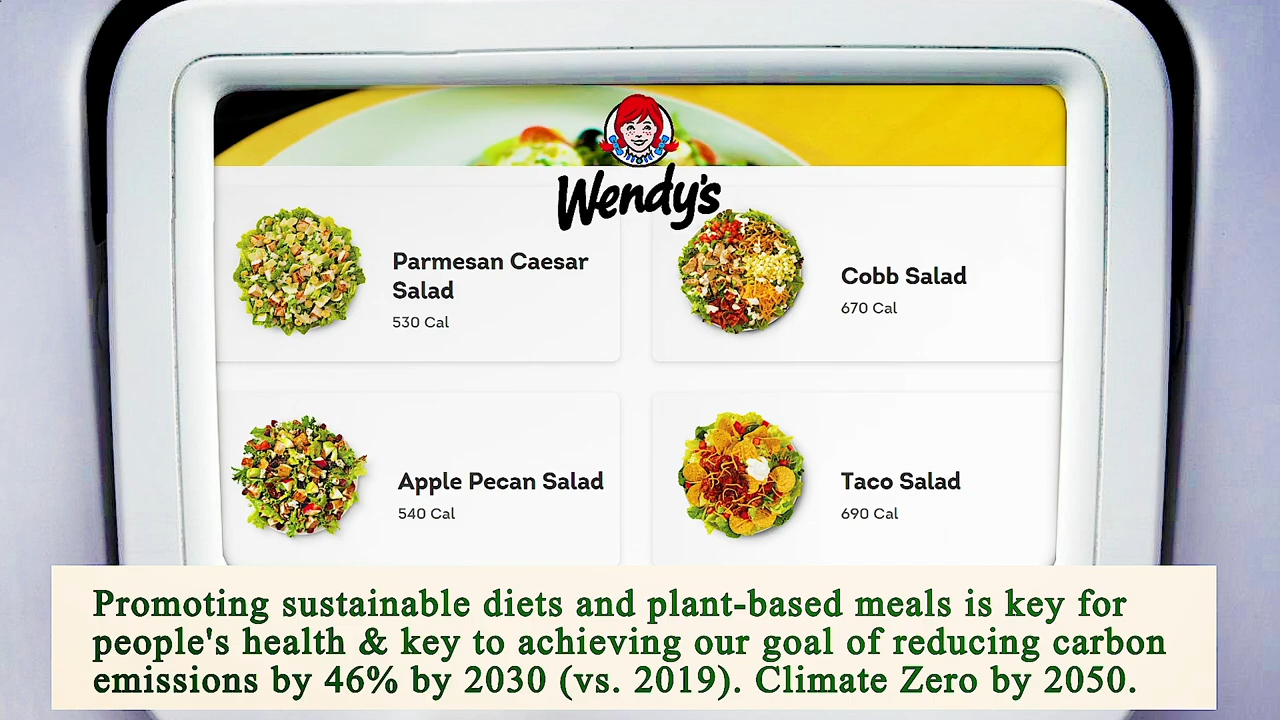 Wendy's
Parmesan Caesar
Salad
530 Cal
Cobb Salad
670 Cal
Apple Pecan Salad
540 Cal
Taco Salad
690 Cal
Promoting sustainable diets and plant-based meals is key for
people's health & key to achieving our goal of reducing carbon
emissions by 46% by 2030 (vs. 2019). Climate Zero by 2050.